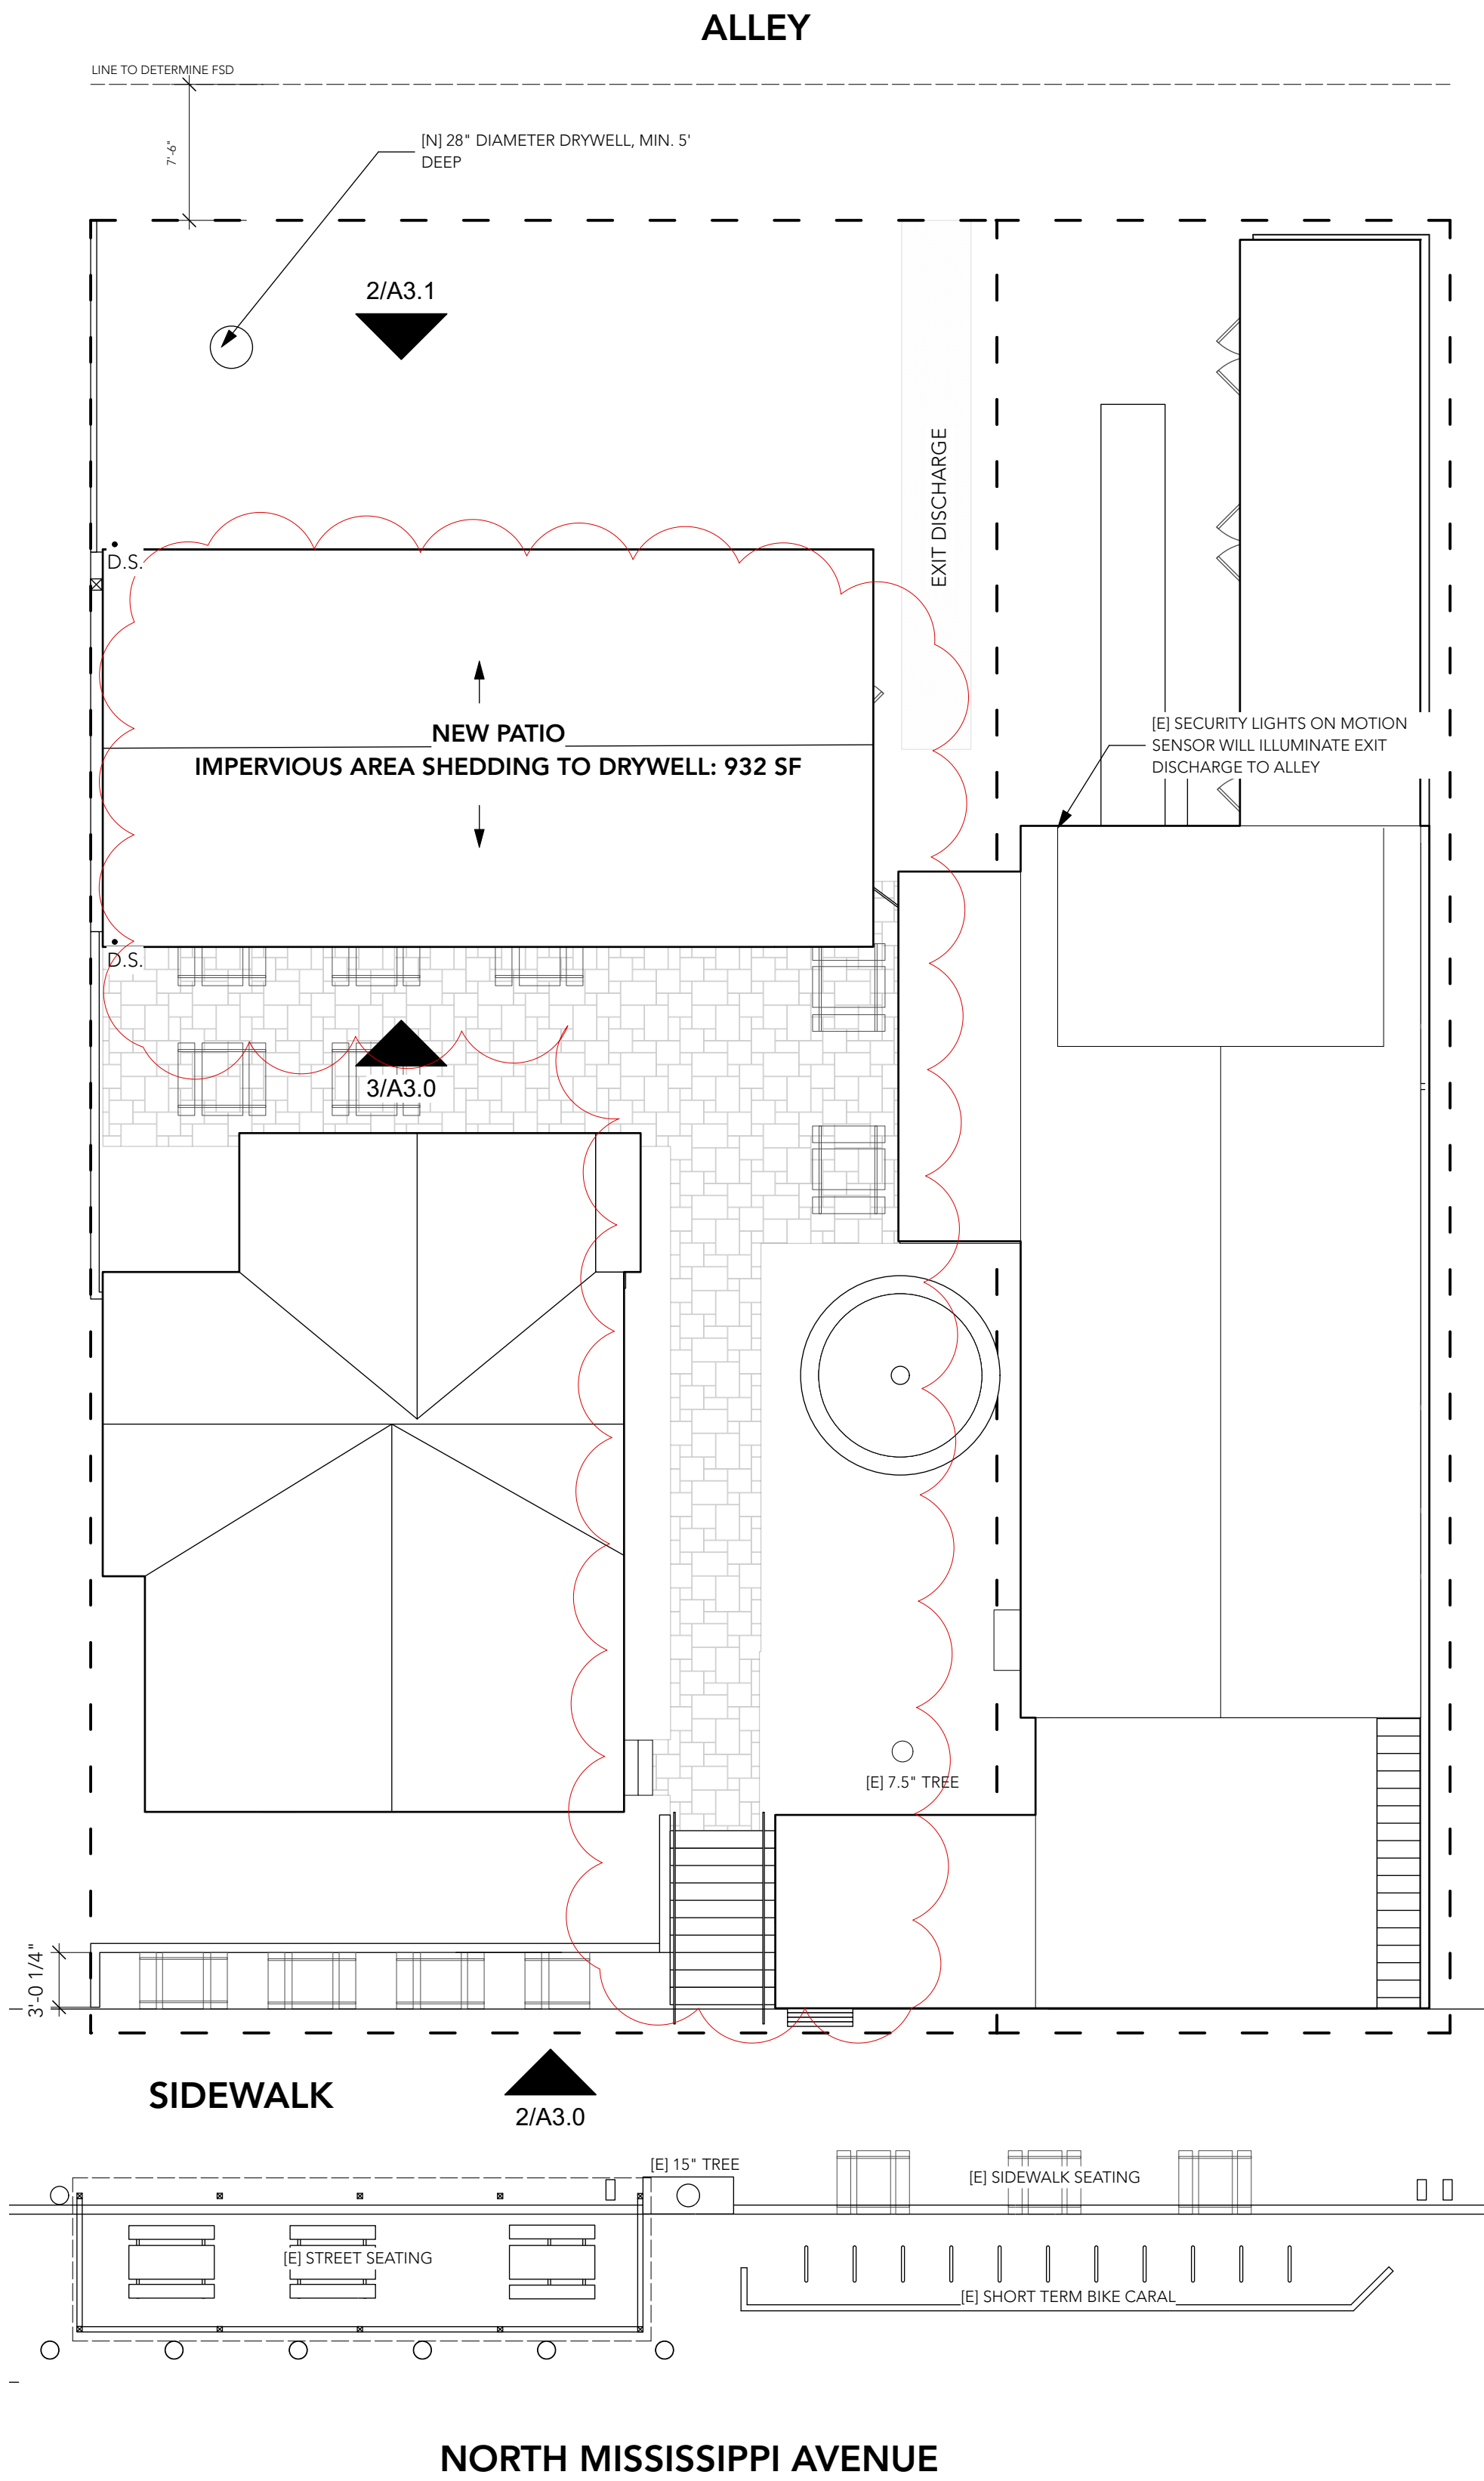 ALLEY
LINE TO DETERMINE FSD
7'-6"
[N] 28" DIAMETER DRYWELL, MIN. 5'
DEEP
2/A3.1
EXIT DISCHARGE
D.S.
NEW PATIO
IMPERVIOUS AREA SHEDDING TO DRYWELL: 932 SF
[E] SECURITY LIGHTS ON MOTION
SENSOR WILL ILLUMINATE EXIT
DISCHARGE TO ALLEY
D.S.
3/A3.0
[E] 7.5" TREE
3'-0 1/4"
SIDEWALK
2/A3.0
[E] 15" TREE
[E] SIDEWALK SEATING
[E] STREET SEATING
[E] SHORT TERM BIKE CARAL
NORTH MISSISSIPPI AVENUE